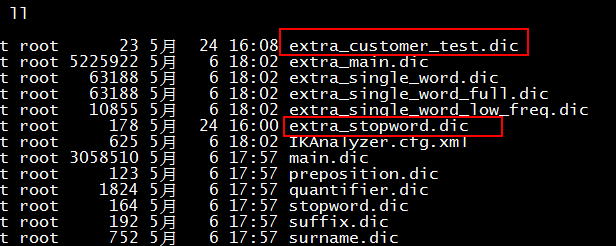 ll
t root 23 5月 24 16:08 extra_customer_test.dic
t root 5225922 5月 6 18:02 extra_main.dic
t root 63188 5月 6 18:02 extra_single_word.dic
t root 63188 5月 6 18:02 extra_single_word_full.dic
t root 10855 5月 6 18:02 extra_single_word_low_freq.dic
t root 178 5月 24 16:00 extra_stopword.dic
t root 625 5月 6 18:02 IKAnalyzer.cfg.xml
t root 3058510 5月 6 17:57 main.dic
t root 123 5月 6 17:57 preposition.dic
t root 1824 5月 6 17:57 quantifier.dic
t root 164 5月 6 17:57 stopword.dic
t root 192 5月 6 17:57 suffix.dic
t root 752 5月 6 17:57 surname.dic